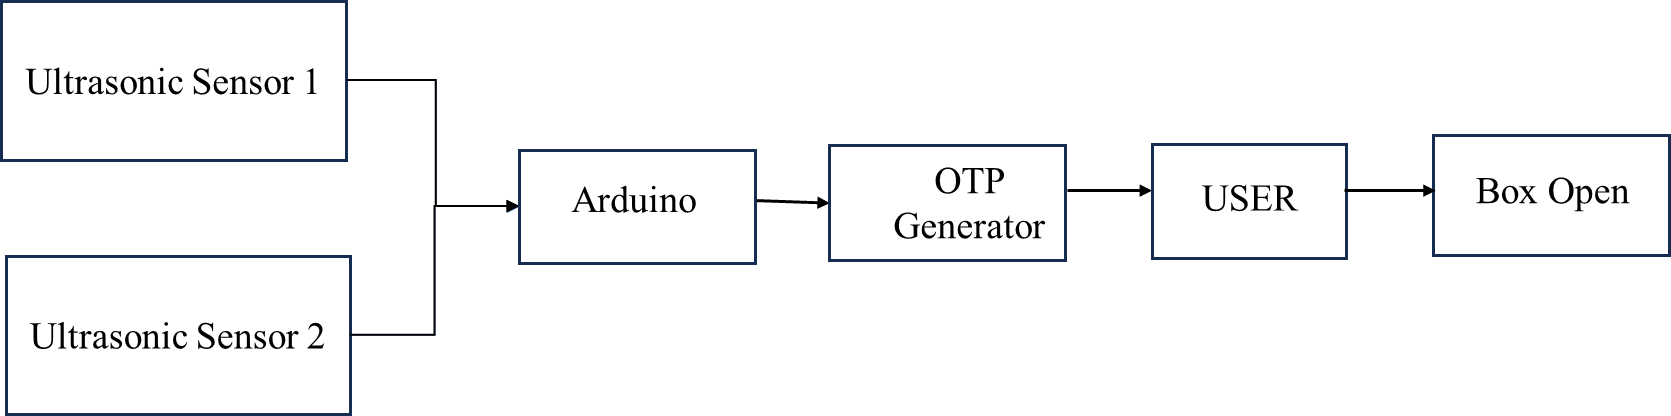 Ultrasonic Sensor 1
Ultrasonic Sensor 2
Arduino
OTP
Generator
USER
Box Open